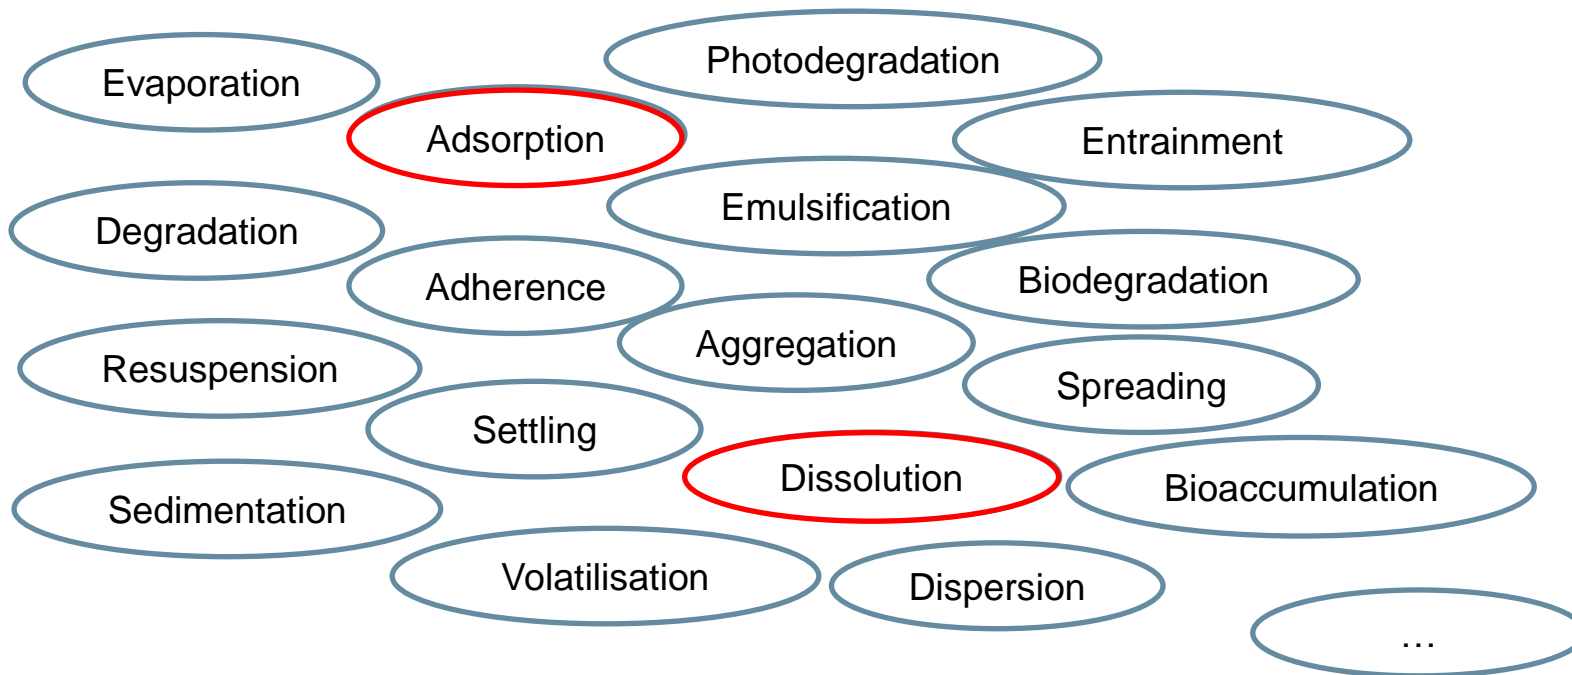 Photodegradation
Evaporation
Adsorption
Entrainment
Emulsification
Degradation
Biodegradation
Adherence
Aggregation
Resuspension
Spreading
Settling
Dissolution
Bioaccumulation
Sedimentation
Volatilisation
Dispersion
…